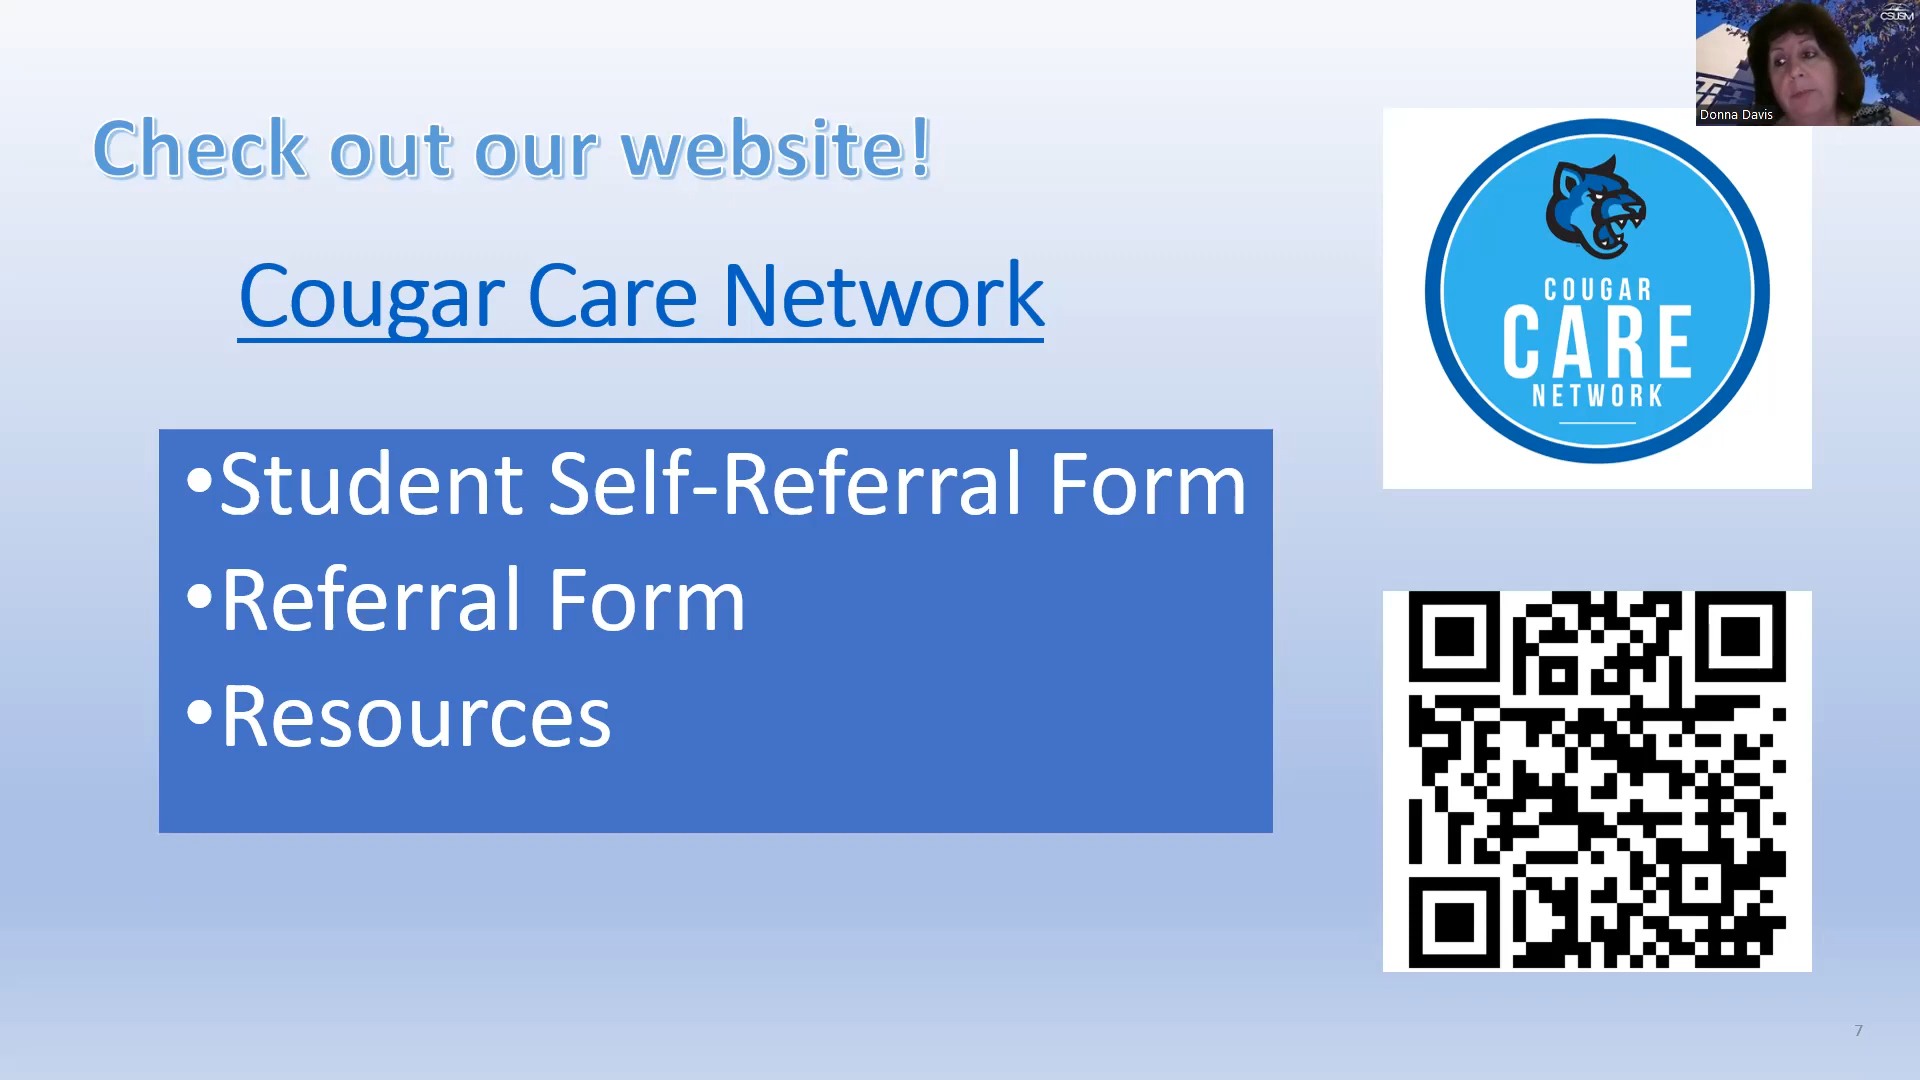 CSUSM
Donna Davis
Check out our website!
Cougar Care Network
•Student Self-Referral Form
•Referral Form
•Resources
COUGAR
CARE
NETWORK
7